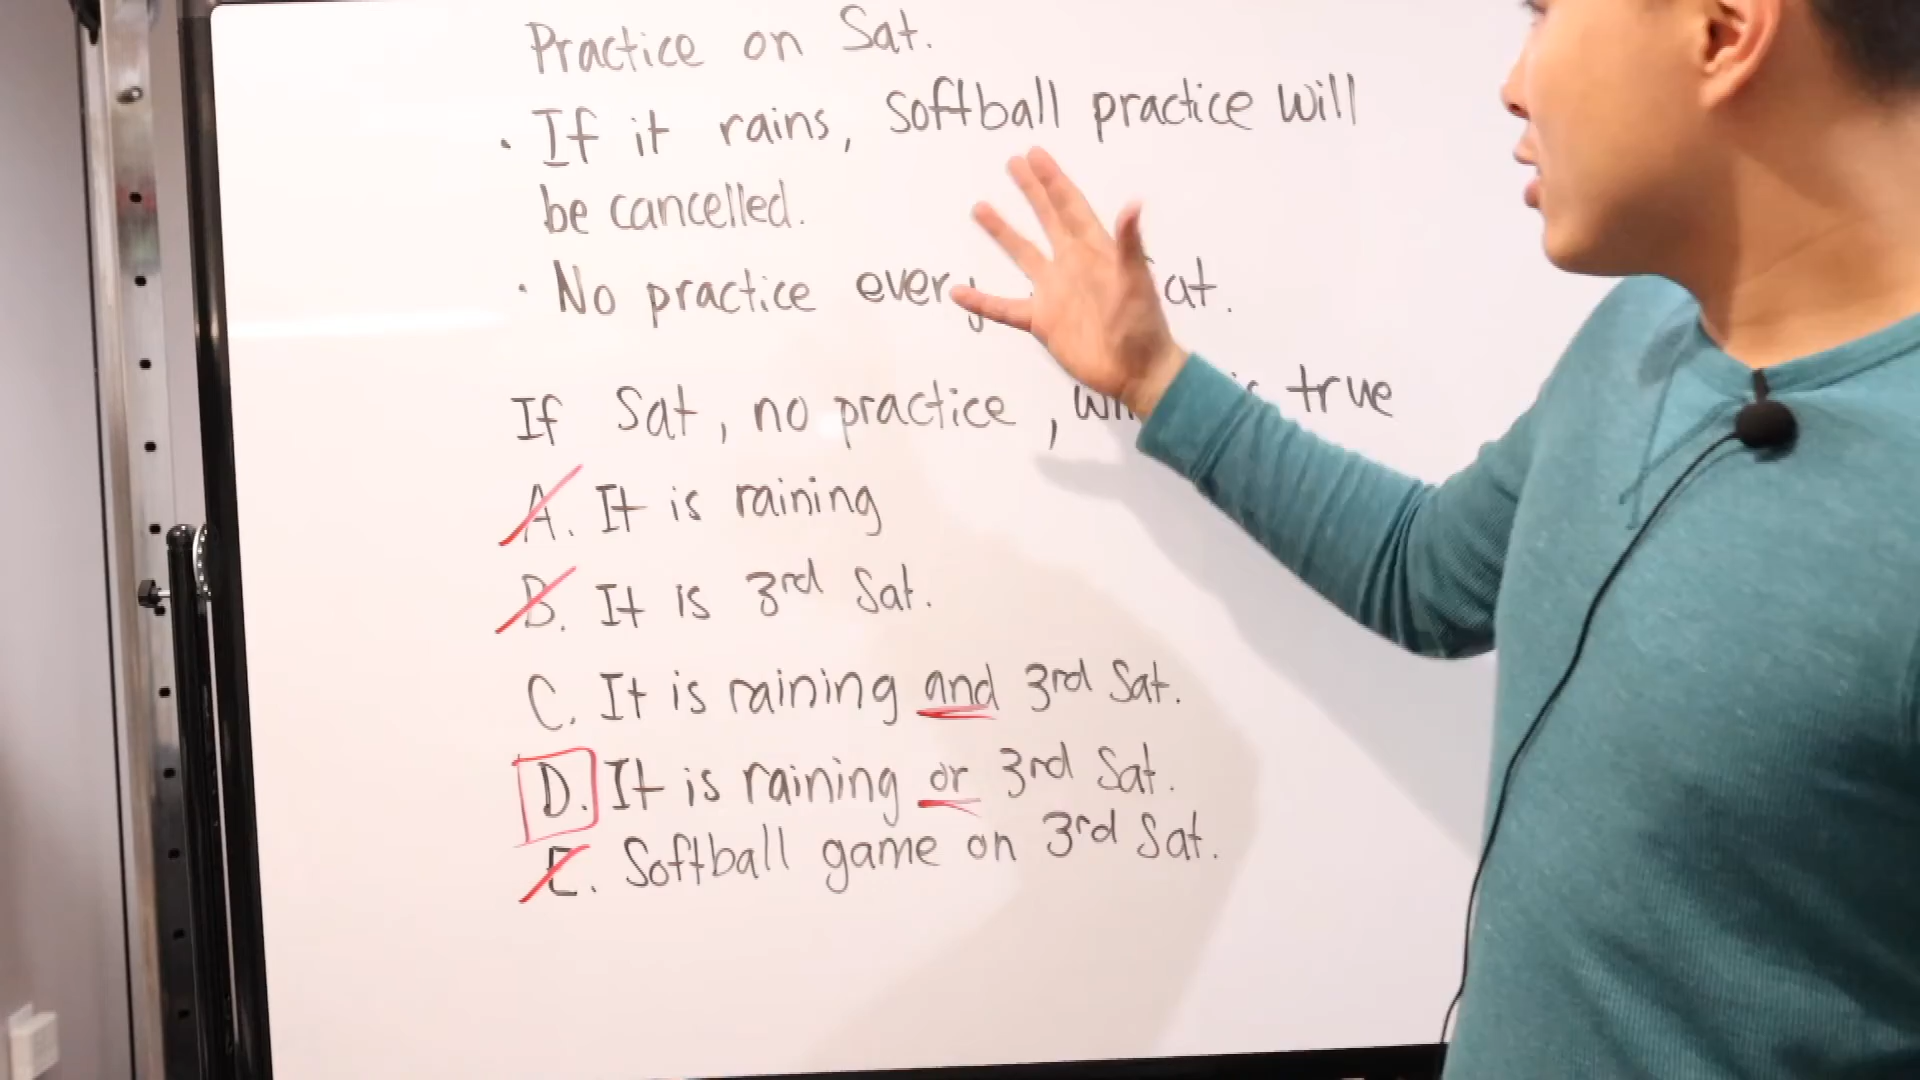 Practice on Sat.
· If it rains, softball practice will
be cancelled.
· No practice every
If Sat, no practice, true
A. It is raining
B. It is 3rd Sat.
C. It is raining and 3rd Sat.
D. It is raining or 3rd Sat.
E. Softball game on 3rd Sat.